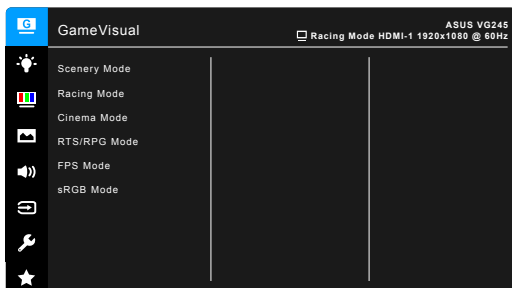 G
GameVisual
ASUS VG245
Racing Mode HDMI-1 1920x1080 @ 60Hz
Scenery Mode
Racing Mode
Cinema Mode
RTS/RPG Mode
FPS Mode
sRGB Mode